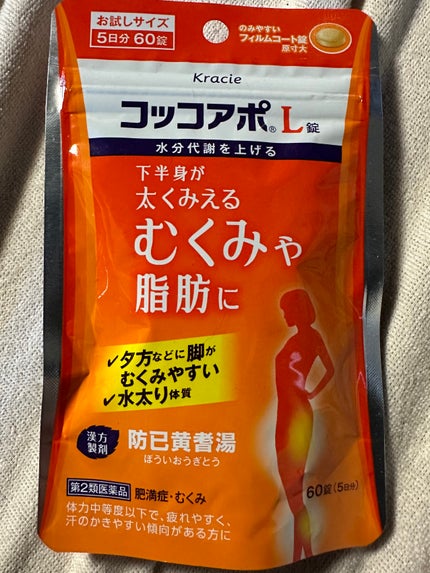 お試しサイズ
5日分 60錠
のみやすい
フィルムコート錠
原寸大
Kracie
コッコアポ® L錠
水分代謝を上げる
下半身が
太くみえる
むくみや
脂肪に
✓夕方などに脚が
むくみやすい
✓水太り体質
漢方
製剤
防已黄耆湯
ぼういおうぎとう
第2類医薬品 肥満症・むくみ
60錠(5日分)
体力中等度以下で、疲れやすく、
汗のかきやすい傾向がある方に